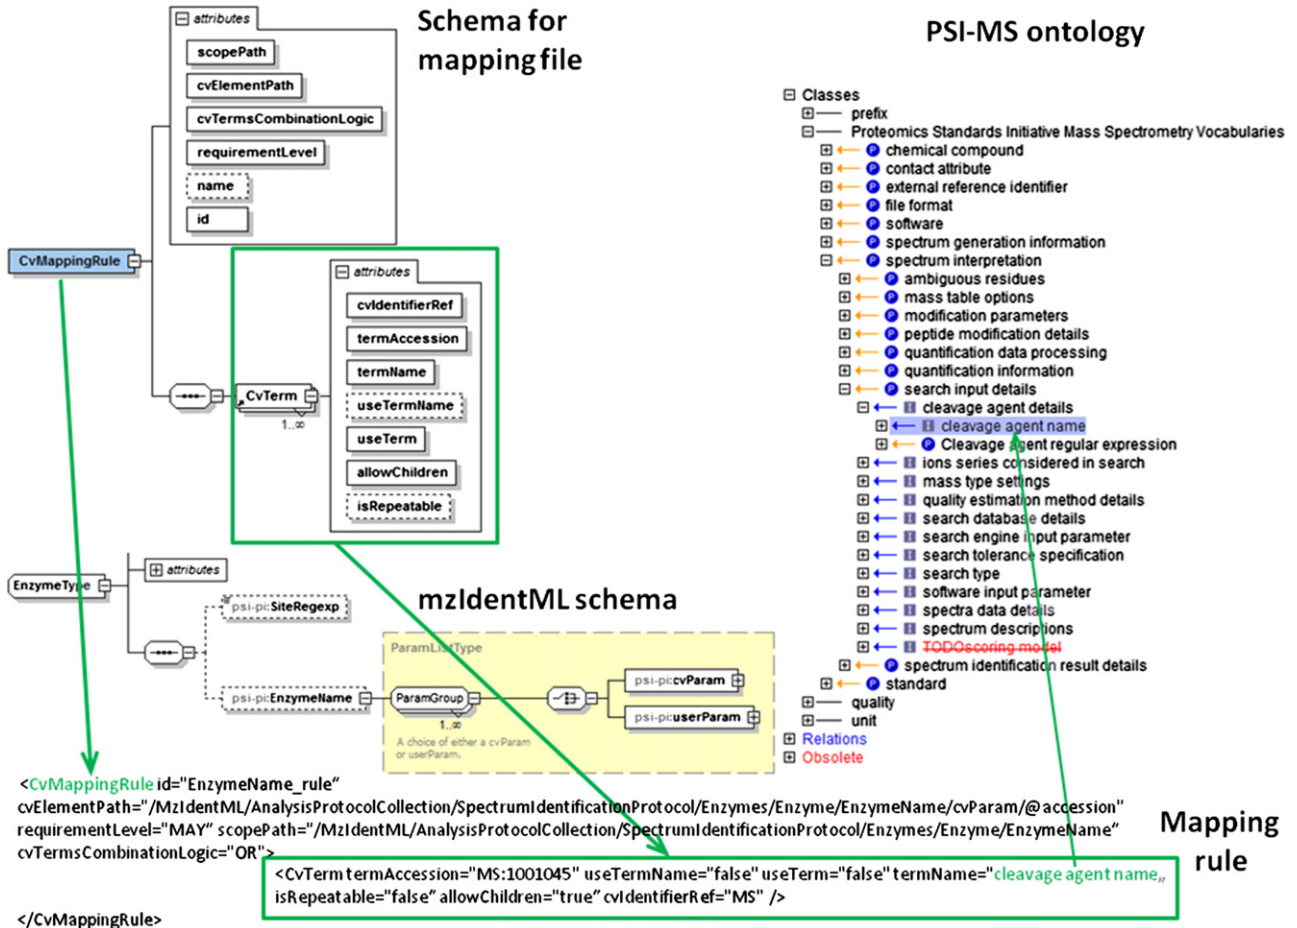 Schema for
mapping file
attributes
scopePath
cvElementPath
cvTermsCombinationLogic
requirementLevel
name
id
CvMappingRule
attributes
cvIdentifierRef
termAccession
termName
useTermName
useTerm
allowChildren
isRepeatable
CvTerm
1..∞
PSI-MS ontology
Classes
prefix
Proteomics Standards Initiative Mass Spectrometry Vocabularies
P chemical compound
P contact attribute
P external reference identifier
P file format
P software
P spectrum generation information
P spectrum interpretation
P ambiguous residues
P mass table options
P modification parameters
P peptide modification details
P quantification data processing
P quantification information
P search input details
I cleavage agent details
I cleavage agent name
P Cleavage agent regular expression
I ions series considered in search
I mass type settings
I quality estimation method details
I search database details
I search engine input parameter
I search tolerance specification
I search type
I software input parameter
I spectra data details
I spectrum descriptions
I TODOscoring model
P spectrum identification result details
P standard
quality
unit
Relations
Obsolete
EnzymeType
attributes
psi-pi:SiteRegexp
mzIdentML schema
psi-pi:EnzymeName
ParamListType
ParamGroup
1..∞
A choice of either a cvParam
or userParam.
psi-pi:cvParam
psi-pi:userParam
<CvMappingRule id="EnzymeName_rule“
cvElementPath="/MzIdentML/AnalysisProtocolCollection/SpectrumIdentificationProtocol/Enzymes/Enzyme/EnzymeName/cvParam/@accession"
requirementLevel="MAY" scopePath="/MzIdentML/AnalysisProtocolCollection/SpectrumIdentificationProtocol/Enzymes/Enzyme/EnzymeName“
cvTermsCombinationLogic="OR">
<CvTerm termAccession="MS:1001045" useTermName="false" useTerm="false" termName="cleavage agent name„
isRepeatable="false" allowChildren="true" cvIdentifierRef="MS" />
</CvMappingRule>
Mapping
rule